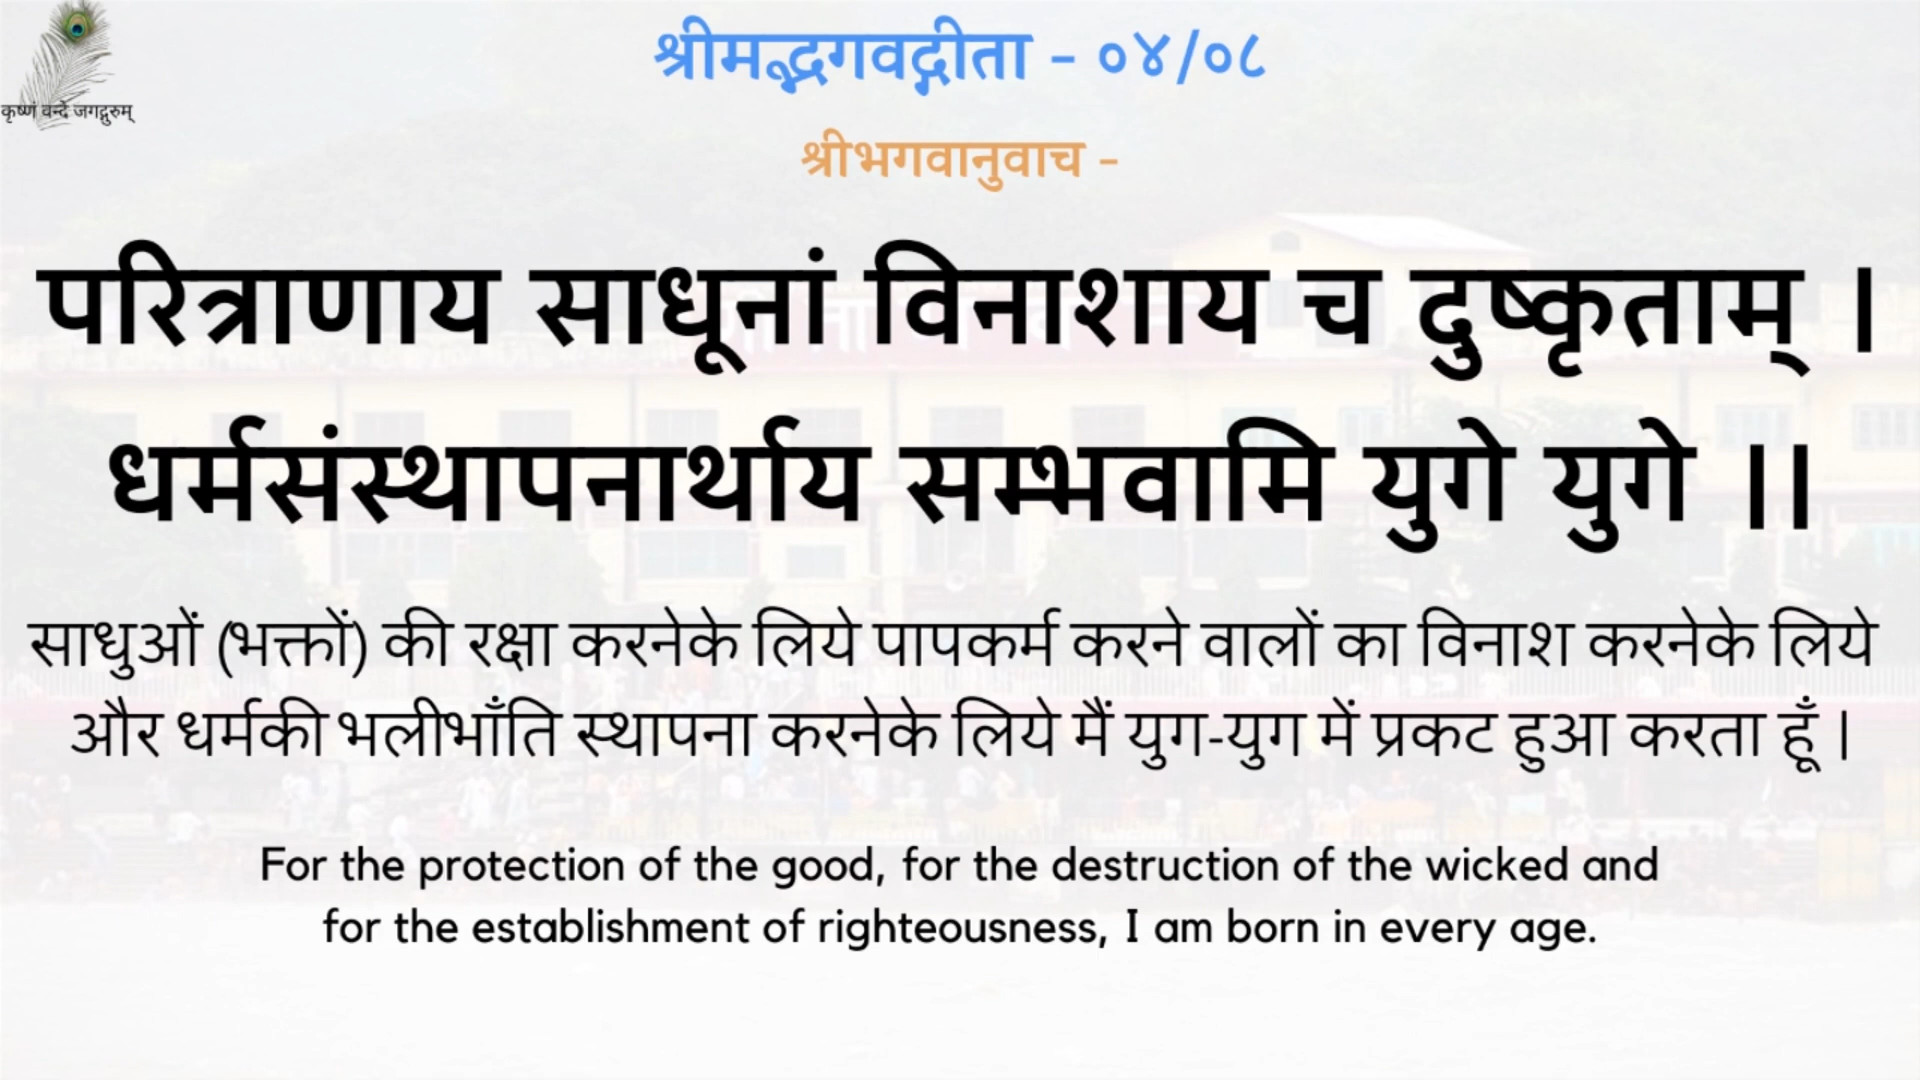 कृष्णं वन्दे जगद्गुरुम्
श्रीमद्भगवद्गीता - ०४/०८
श्रीभगवानुवाच -
परित्राणाय साधूनां विनाशाय च दुष्कृताम् ।
धर्मसंस्थापनार्थाय सम्भवामि युगे युगे ।।
साधुओं (भक्तों) की रक्षा करनेके लिये पापकर्म करने वालों का विनाश करनेके लिये
और धर्मकी भलीभाँति स्थापना करनेके लिये मैं युग-युग में प्रकट हुआ करता हूँ ।
For the protection of the good, for the destruction of the wicked and
for the establishment of righteousness, I am born in every age.